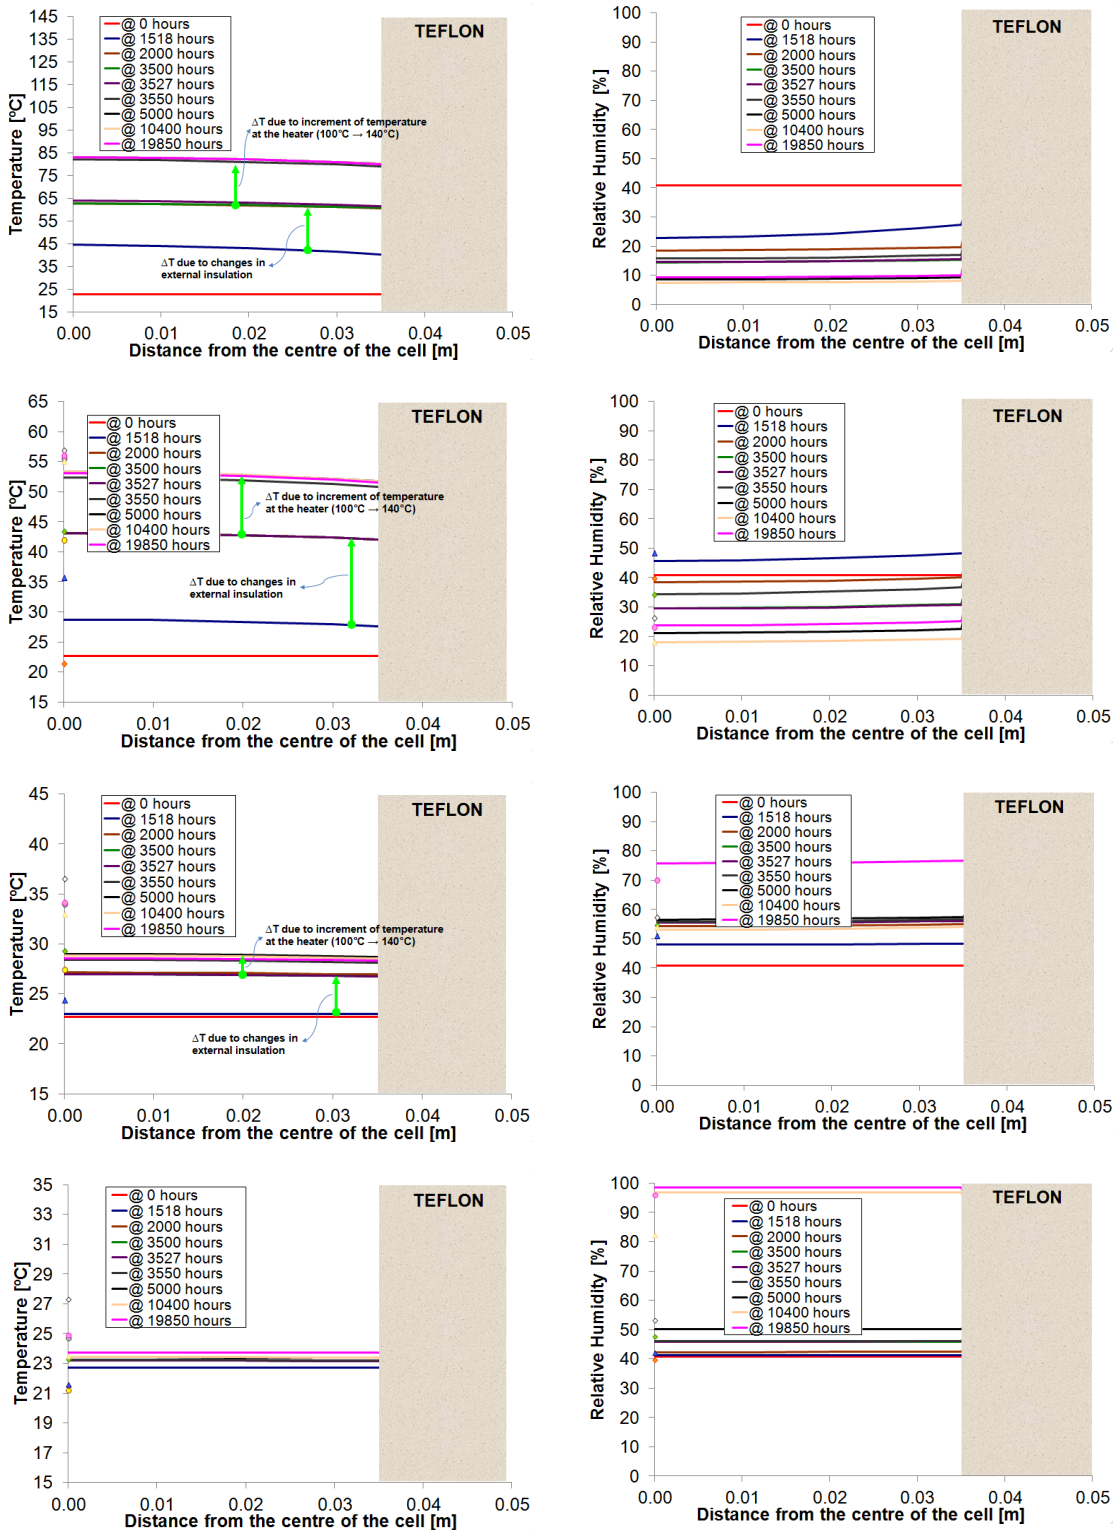 145
135
125
115
105
95
85
75
65
55
45
35
25
15
Temperature [ºC]
@ 0 hours
@ 1518 hours
@ 2000 hours
@ 3500 hours
@ 3527 hours
@ 3550 hours
@ 5000 hours
@ 10400 hours
@ 19850 hours
TEFLON
ΔT due to increment of temperature
at the heater (100°C → 140°C)
ΔT due to changes in
external insulation
0.00 0.01 0.02 0.03 0.04 0.05
Distance from the centre of the cell [m]
100
90
80
70
60
50
40
30
20
10
0
Relative Humidity [%]
@ 0 hours
@ 1518 hours
@ 2000 hours
@ 3500 hours
@ 3527 hours
@ 3550 hours
@ 5000 hours
@ 10400 hours
@ 19850 hours
TEFLON
0.00 0.01 0.02 0.03 0.04 0.05
Distance from the centre of the cell [m]
65
60
55
50
45
40
35
30
25
20
15
Temperature [ºC]
@ 0 hours
@ 1518 hours
@ 2000 hours
@ 3500 hours
@ 3527 hours
@ 3550 hours
@ 5000 hours
@ 10400 hours
@ 19850 hours
TEFLON
ΔT due to increment of temperature
at the heater (100°C → 140°C)
ΔT due to changes in
external insulation
0.00 0.01 0.02 0.03 0.04 0.05
Distance from the centre of the cell [m]
100
90
80
70
60
50
40
30
20
10
0
Relative Humidity [%]
@ 0 hours
@ 1518 hours
@ 2000 hours
@ 3500 hours
@ 3527 hours
@ 3550 hours
@ 5000 hours
@ 10400 hours
@ 19850 hours
TEFLON
0.00 0.01 0.02 0.03 0.04 0.05
Distance from the centre of the cell [m]
45
40
35
30
25
20
15
Temperature [ºC]
@ 0 hours
@ 1518 hours
@ 2000 hours
@ 3500 hours
@ 3527 hours
@ 3550 hours
@ 5000 hours
@ 10400 hours
@ 19850 hours
TEFLON
ΔT due to increment of temperature
at the heater (100°C → 140°C)
ΔT due to changes in
external insulation
0.00 0.01 0.02 0.03 0.04 0.05
Distance from the centre of the cell [m]
100
90
80
70
60
50
40
30
20
10
0
Relative Humidity [%]
@ 0 hours
@ 1518 hours
@ 2000 hours
@ 3500 hours
@ 3527 hours
@ 3550 hours
@ 5000 hours
@ 10400 hours
@ 19850 hours
TEFLON
0.00 0.01 0.02 0.03 0.04 0.05
Distance from the centre of the cell [m]
35
33
31
29
27
25
23
21
19
17
15
Temperature [ºC]
@ 0 hours
@ 1518 hours
@ 2000 hours
@ 3500 hours
@ 3527 hours
@ 3550 hours
@ 5000 hours
@ 10400 hours
@ 19850 hours
TEFLON
0.00 0.01 0.02 0.03 0.04 0.05
Distance from the centre of the cell [m]
100
90
80
70
60
50
40
30
20
10
0
Relative Humidity [%]
@ 0 hours
@ 1518 hours
@ 2000 hours
@ 3500 hours
@ 3527 hours
@ 3550 hours
@ 5000 hours
@ 10400 hours
@ 19850 hours
TEFLON
0.00 0.01 0.02 0.03 0.04 0.05
Distance from the centre of the cell [m]